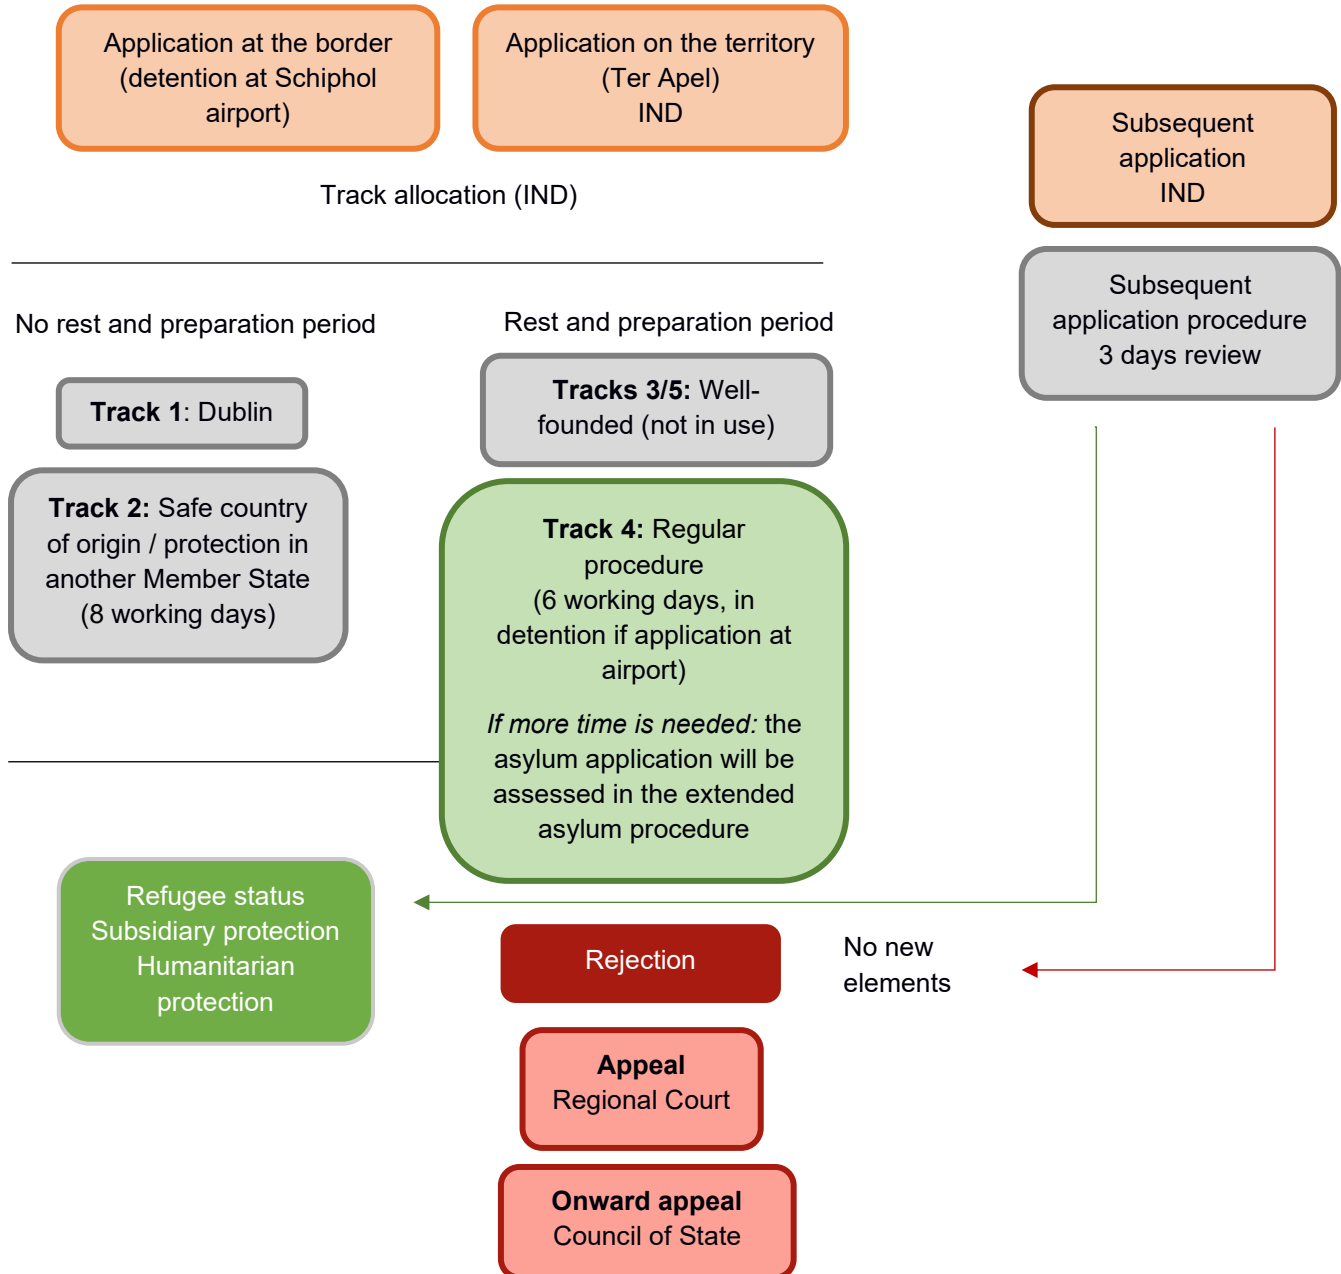 Application at the border
(detention at Schiphol
airport)
Application on the territory
(Ter Apel)
IND
Subsequent
application
IND
Track allocation (IND)
Subsequent
application procedure
3 days review
No rest and preparation period
Rest and preparation period
Track 1: Dublin
Tracks 3/5: Well-
founded (not in use)
Track 2: Safe country
of origin / protection in
another Member State
(8 working days)
Track 4: Regular
procedure
(6 working days, in
detention if application at
airport)
If more time is needed: the
asylum application will be
assessed in the extended
asylum procedure
Refugee status
Subsidiary protection
Humanitarian
protection
Rejection
No new
elements
Appeal
Regional Court
Onward appeal
Council of State